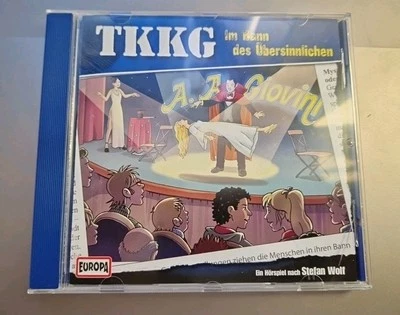 TKKG
Im Bann
des Übersinnlichen
A. A. Giovin
ziehen die Menschen in ihren Bann
Ein Hörspiel nach Stefan Wolf
EUROPA